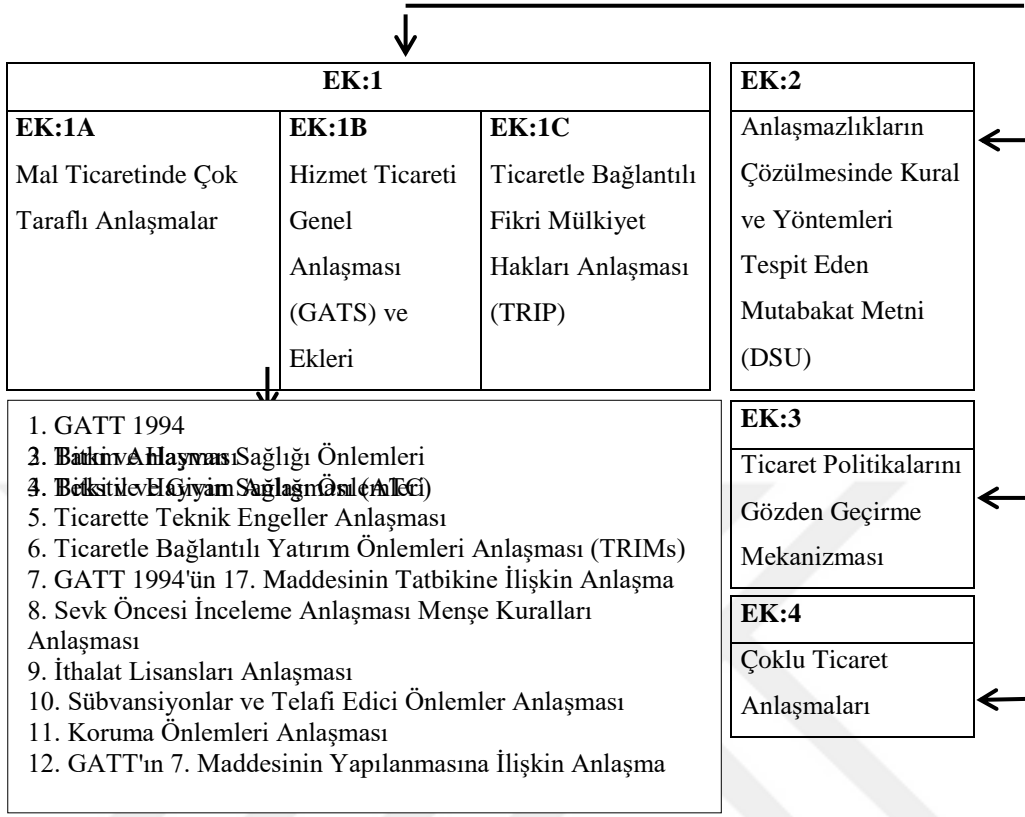 EK:1
EK:1A
Mal Ticaretinde Çok
Taraflı Anlaşmalar
EK:1B
Hizmet Ticareti
Genel
Anlaşması
(GATS) ve
Ekleri
EK:1C
Ticaretle Bağlantılı
Fikri Mülkiyet
Hakları Anlaşması
(TRIP)
EK:2
Anlaşmazlıkların
Çözülmesinde Kural
ve Yöntemleri
Tespit Eden
Mutabakat Metni
(DSU)
1. GATT 1994
Sağlığı Önlemleri
5. Ticarette Teknik Engeller Anlaşması
6. Ticaretle Bağlantılı Yatırım Önlemleri Anlaşması (TRIMs)
7. GATT 1994'ün 17. Maddesinin Tatbikine İlişkin Anlaşma
8. Sevk Öncesi İnceleme Anlaşması Menşe Kuralları
Anlaşması
9. İthalat Lisansları Anlaşması
10. Sübvansiyonlar ve Telafi Edici Önlemler Anlaşması
11. Koruma Önlemleri Anlaşması
12. GATT'ın 7. Maddesinin Yapılanmasına İlişkin Anlaşma
EK:3
Ticaret Politikalarını
Gözden Geçirme
Mekanizması
EK:4
Çoklu Ticaret
Anlaşmaları